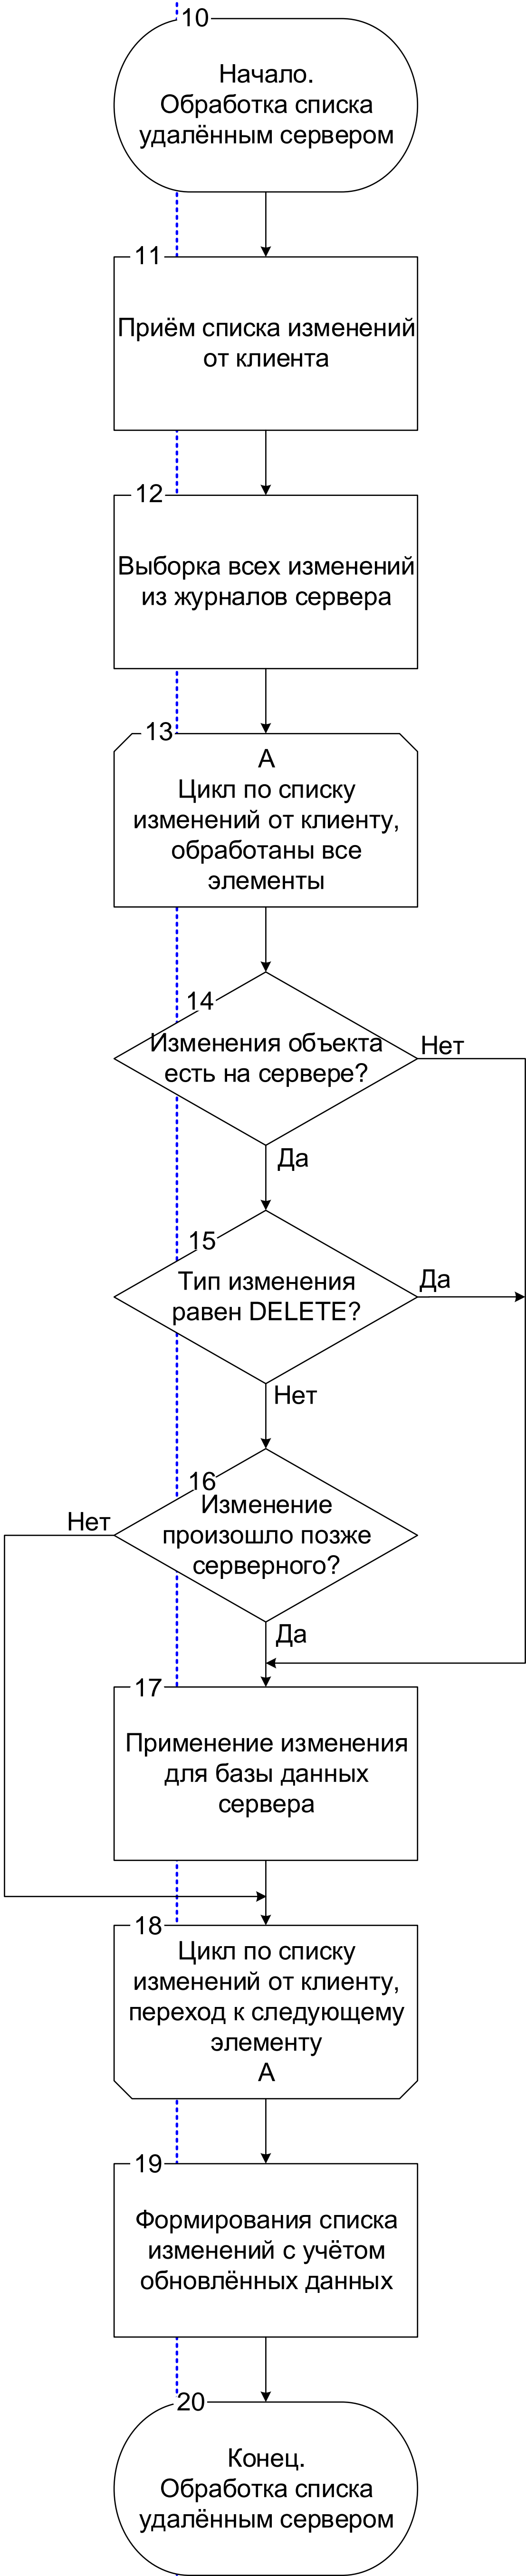 10
Начало.
Обработка списка
удалённым сервером
11
Приём списка изменений
от клиента
12
Выборка всех изменений
из журналов сервера
13
А
Цикл по списку
изменений от клиенту,
обработаны все
элементы
14
Изменения объекта
есть на сервере?
Нет
Да
15
Тип изменения
равен DELETE?
Да
Нет
16
Изменение
произошло позже
серверного?
Нет
Да
17
Применение изменения
для базы данных
сервера
18
Цикл по списку
изменений от клиенту,
переход к следующему
элементу
А
19
Формирования списка
изменений с учётом
обновлённых данных
20
Конец.
Обработка списка
удалённым сервером